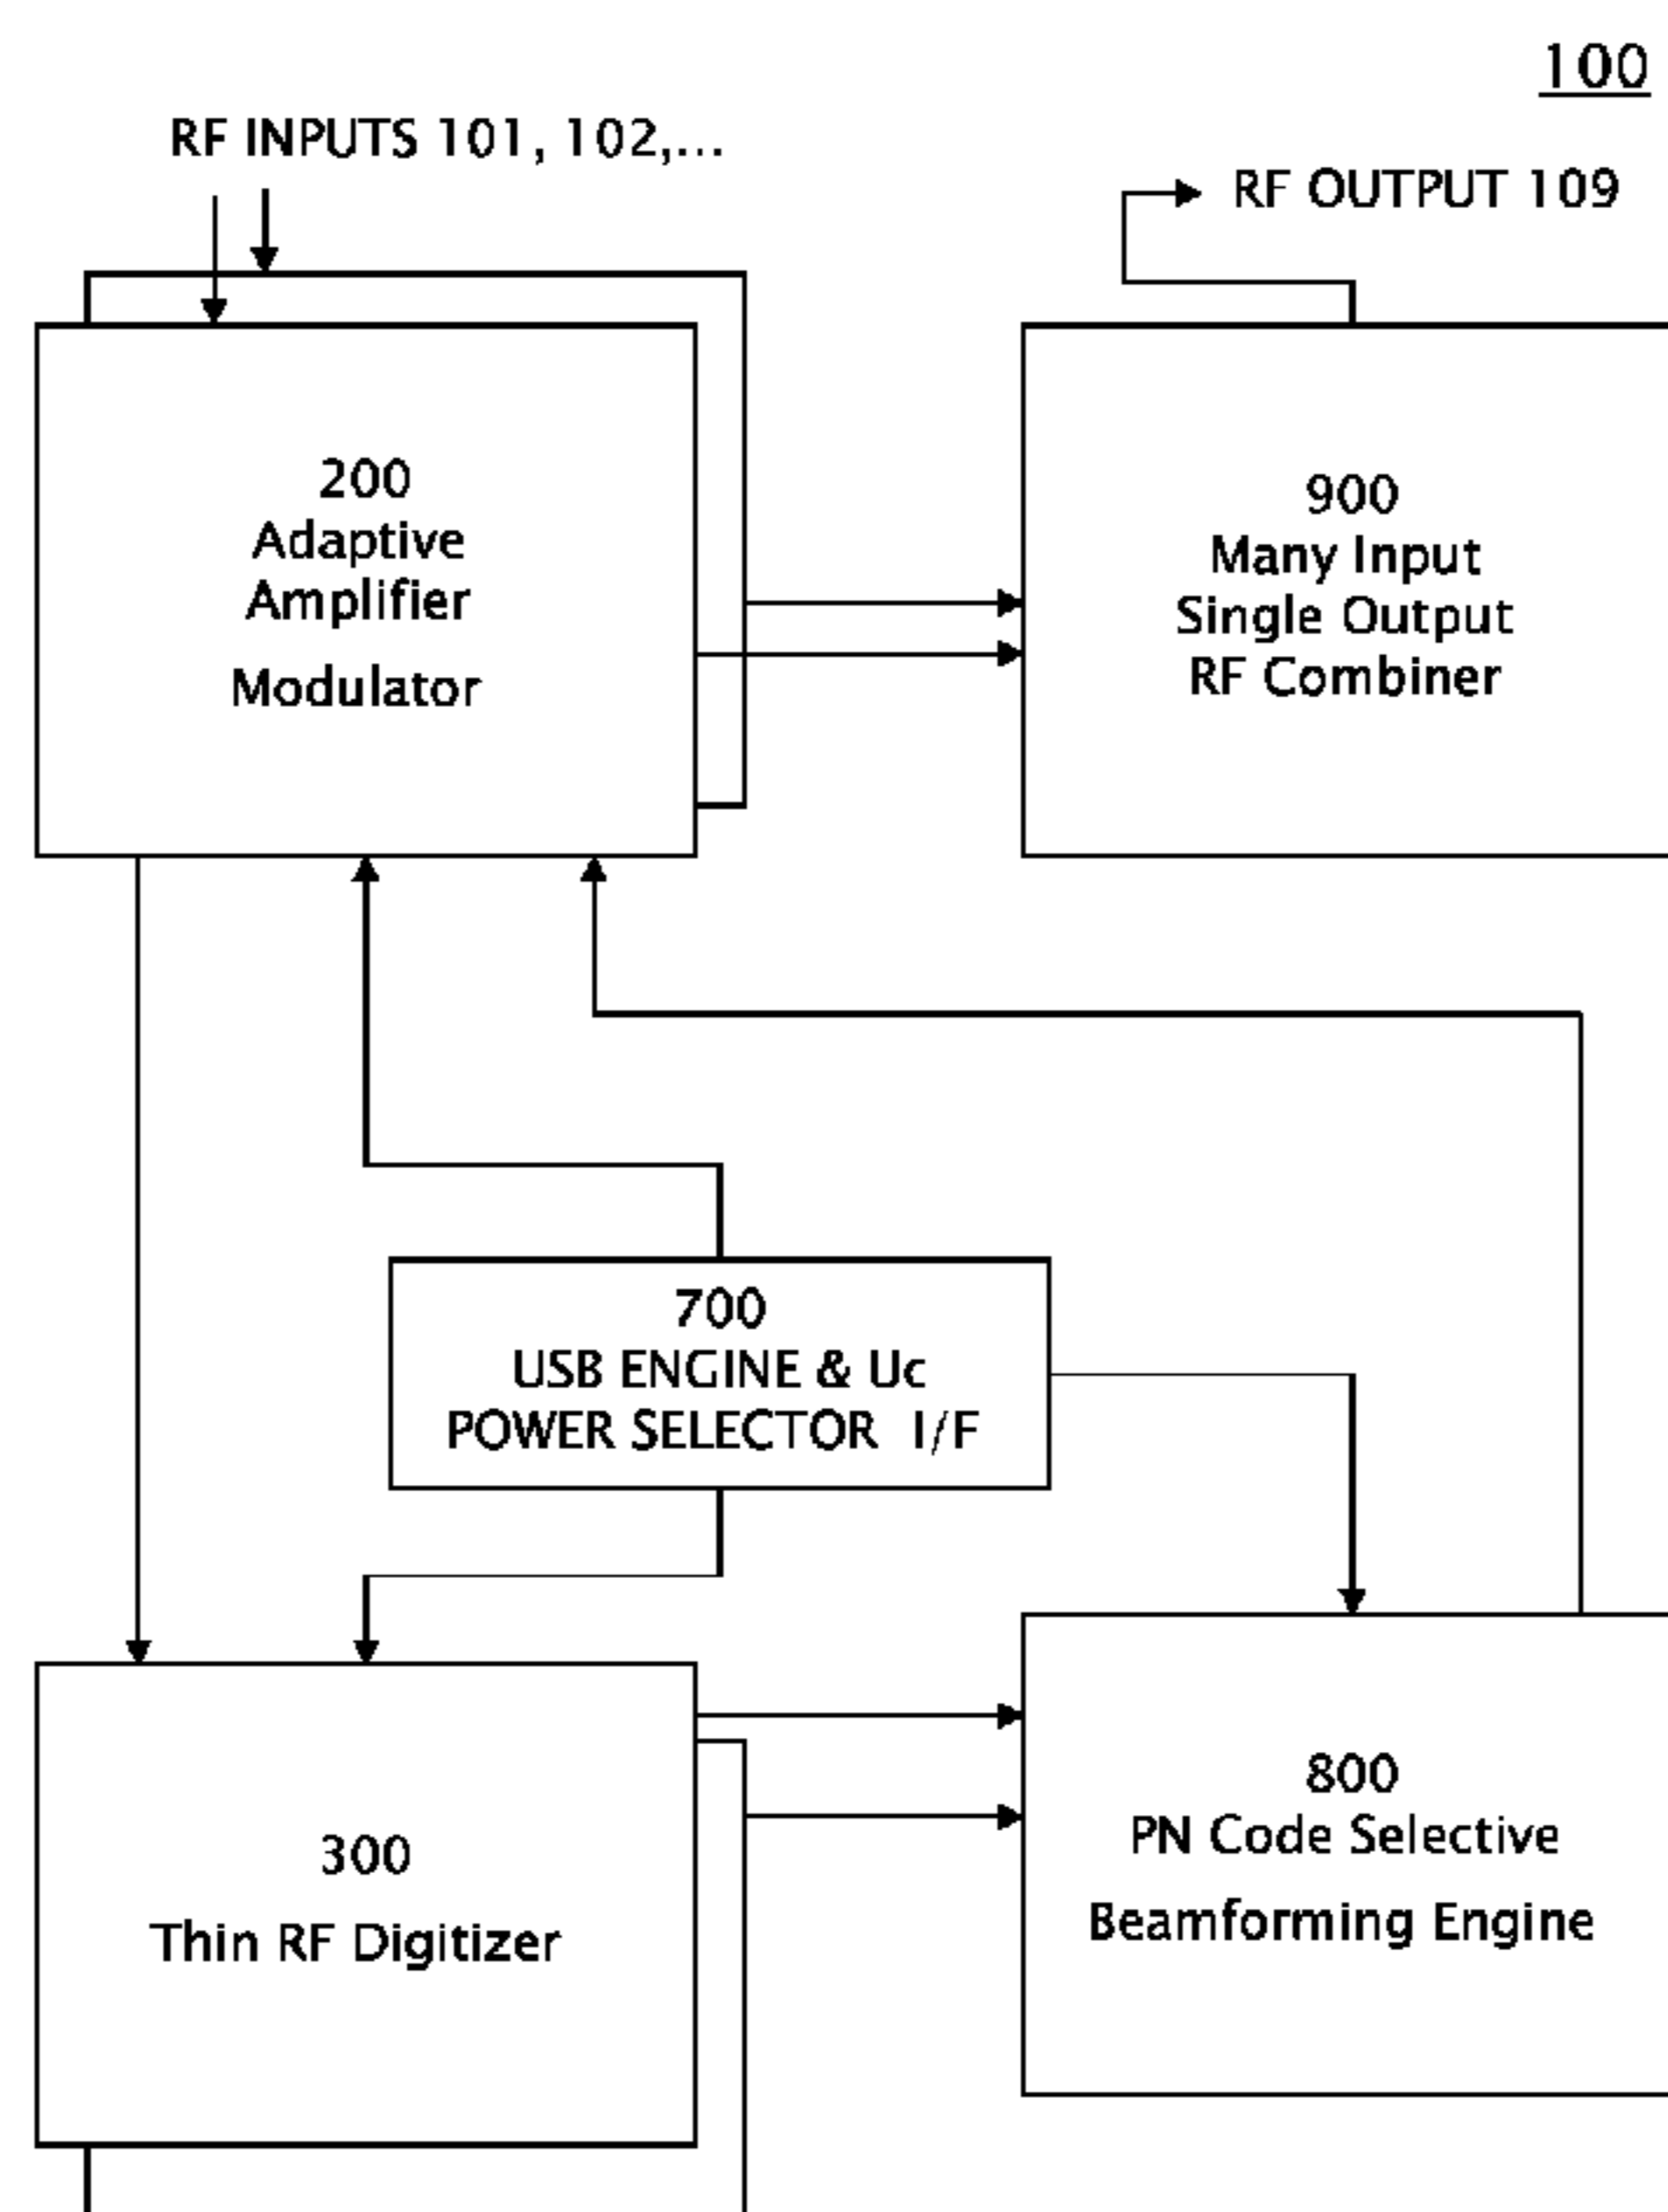 100
RF INPUTS 101, 102,...
RF OUTPUT 109
200
Adaptive
Amplifier
Modulator
900
Many Input
Single Output
RF Combiner
700
USB ENGINE & Uc
POWER SELECTOR I/F
300
Thin RF Digitizer
800
PN Code Selective
Beamforming Engine